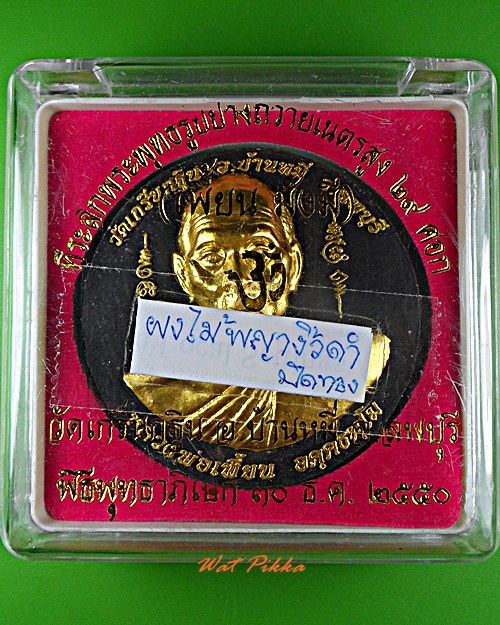 ที่ระลึกพระพุทธรูปปางถวายเนตรสูง ๒๙ ศอก
วัดเกริ่นกฐิน อ.บ้านหมี่ ลพบุรี
ผงไม้พญางิ้วดำ
ปิดทอง
วัดเกริ่นกฐิน อ.บ้านหมี่ ลพบุรี
หลวงพ่อเพี้ยน อคฺคธมฺโม
พิธีพุทธาภิเษก ๓๐ ธ.ค. ๒๕๕๐
Wat Pikka